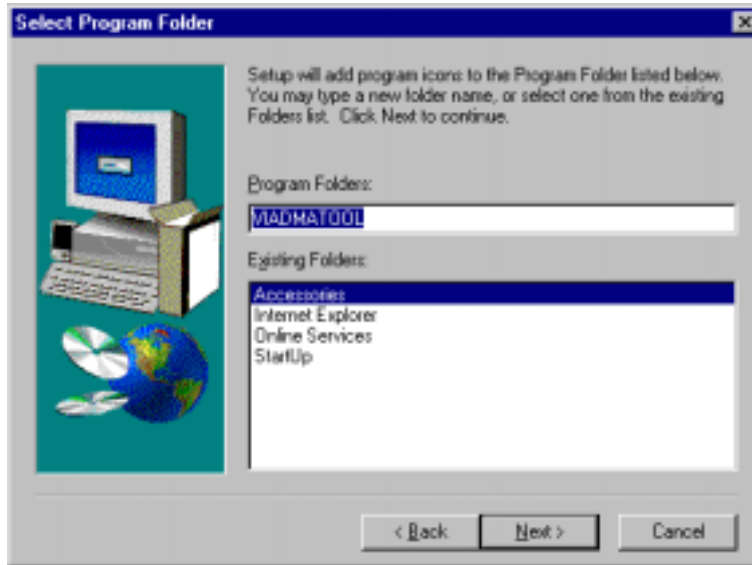 Select Program Folder
Setup will add program icons to the Program Folder listed below.
You may type a new folder name, or select one from the existing
Folders list. Click Next to continue.
Program Folders:
VIADMATOOL
Existing Folders:
Accessories
Internet Explorer
Online Services
StartUp
< Back
Next >
Cancel